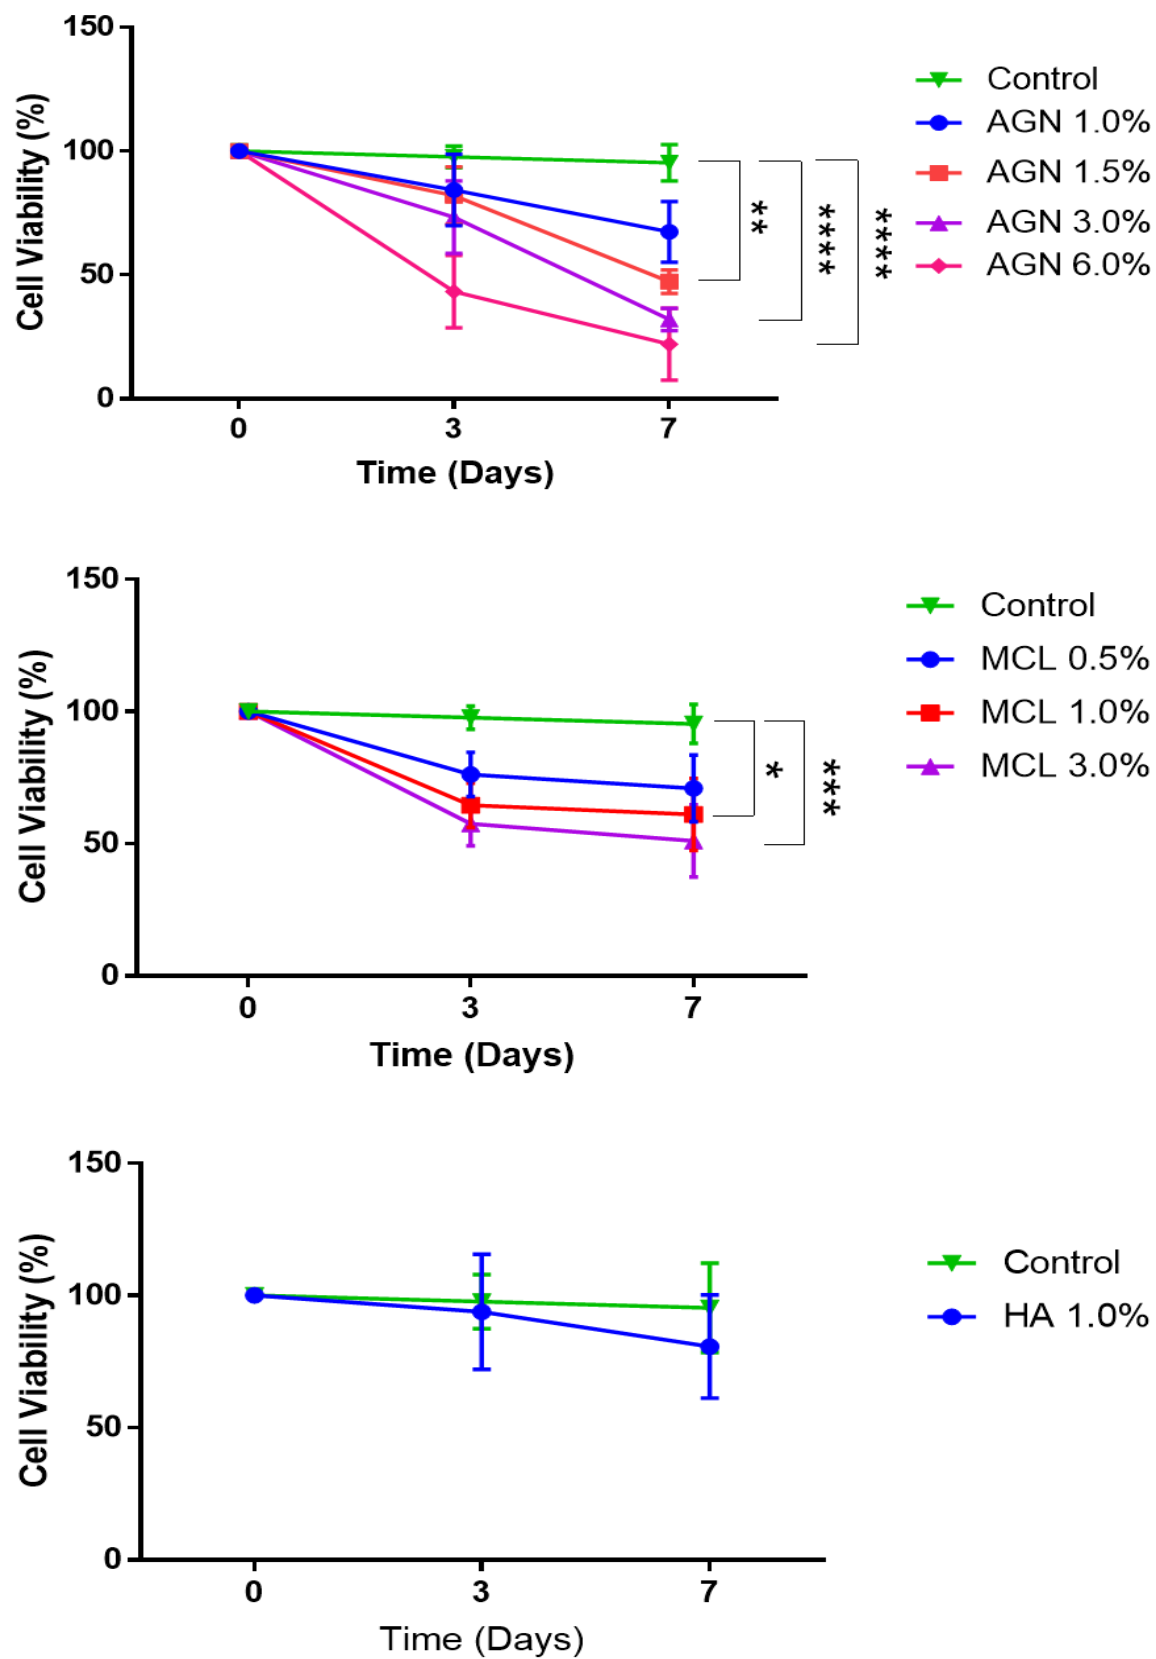 150
100
50
0
Cell Viability (%)
0 3 7
Time (Days)
Control
AGN 1.0%
AGN 1.5%
AGN 3.0%
AGN 6.0%
**
****
****
150
100
50
0
Cell Viability (%)
0 3 7
Time (Days)
Control
MCL 0.5%
MCL 1.0%
MCL 3.0%
*
***
150
100
50
0
Cell Viability (%)
0 3 7
Time (Days)
Control
HA 1.0%